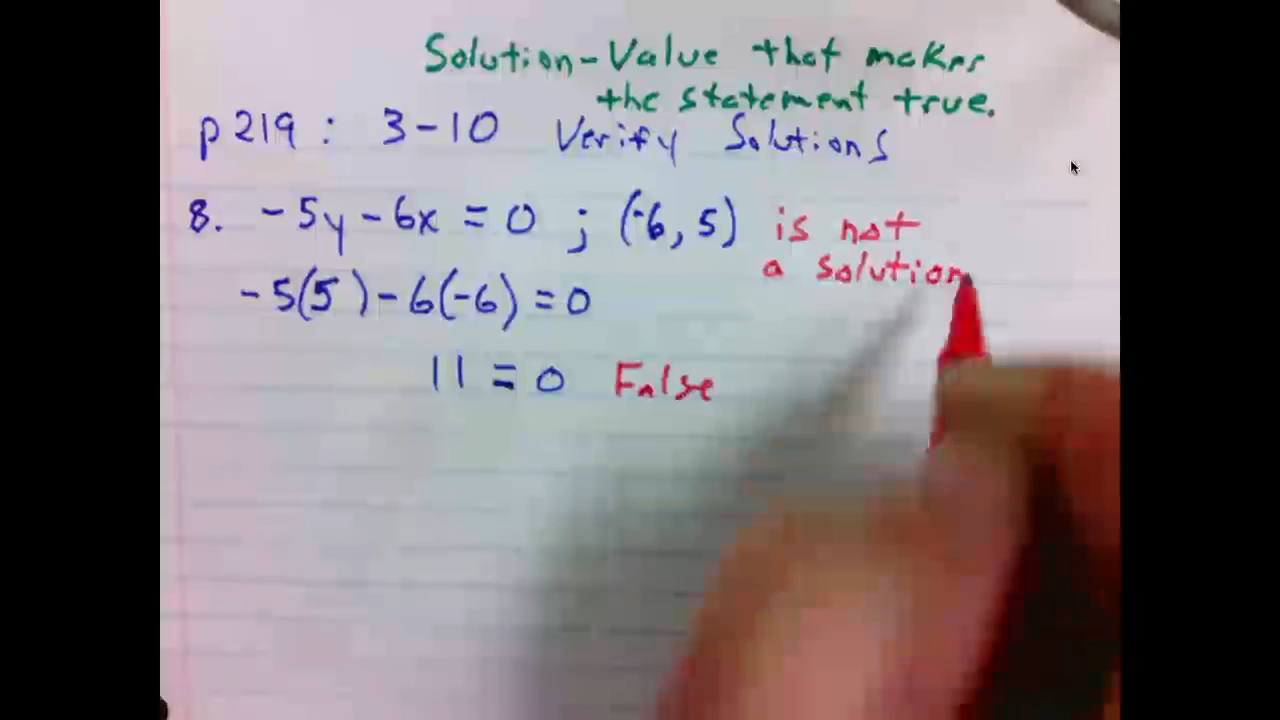 Solution-Value that makes
the statement true.
p219 : 3-10 Verify Solutions
8. -5y-6x = 0 ; (-6, 5) is not
a solution
-5(5)-6(-6) = 0
11 = 0 False